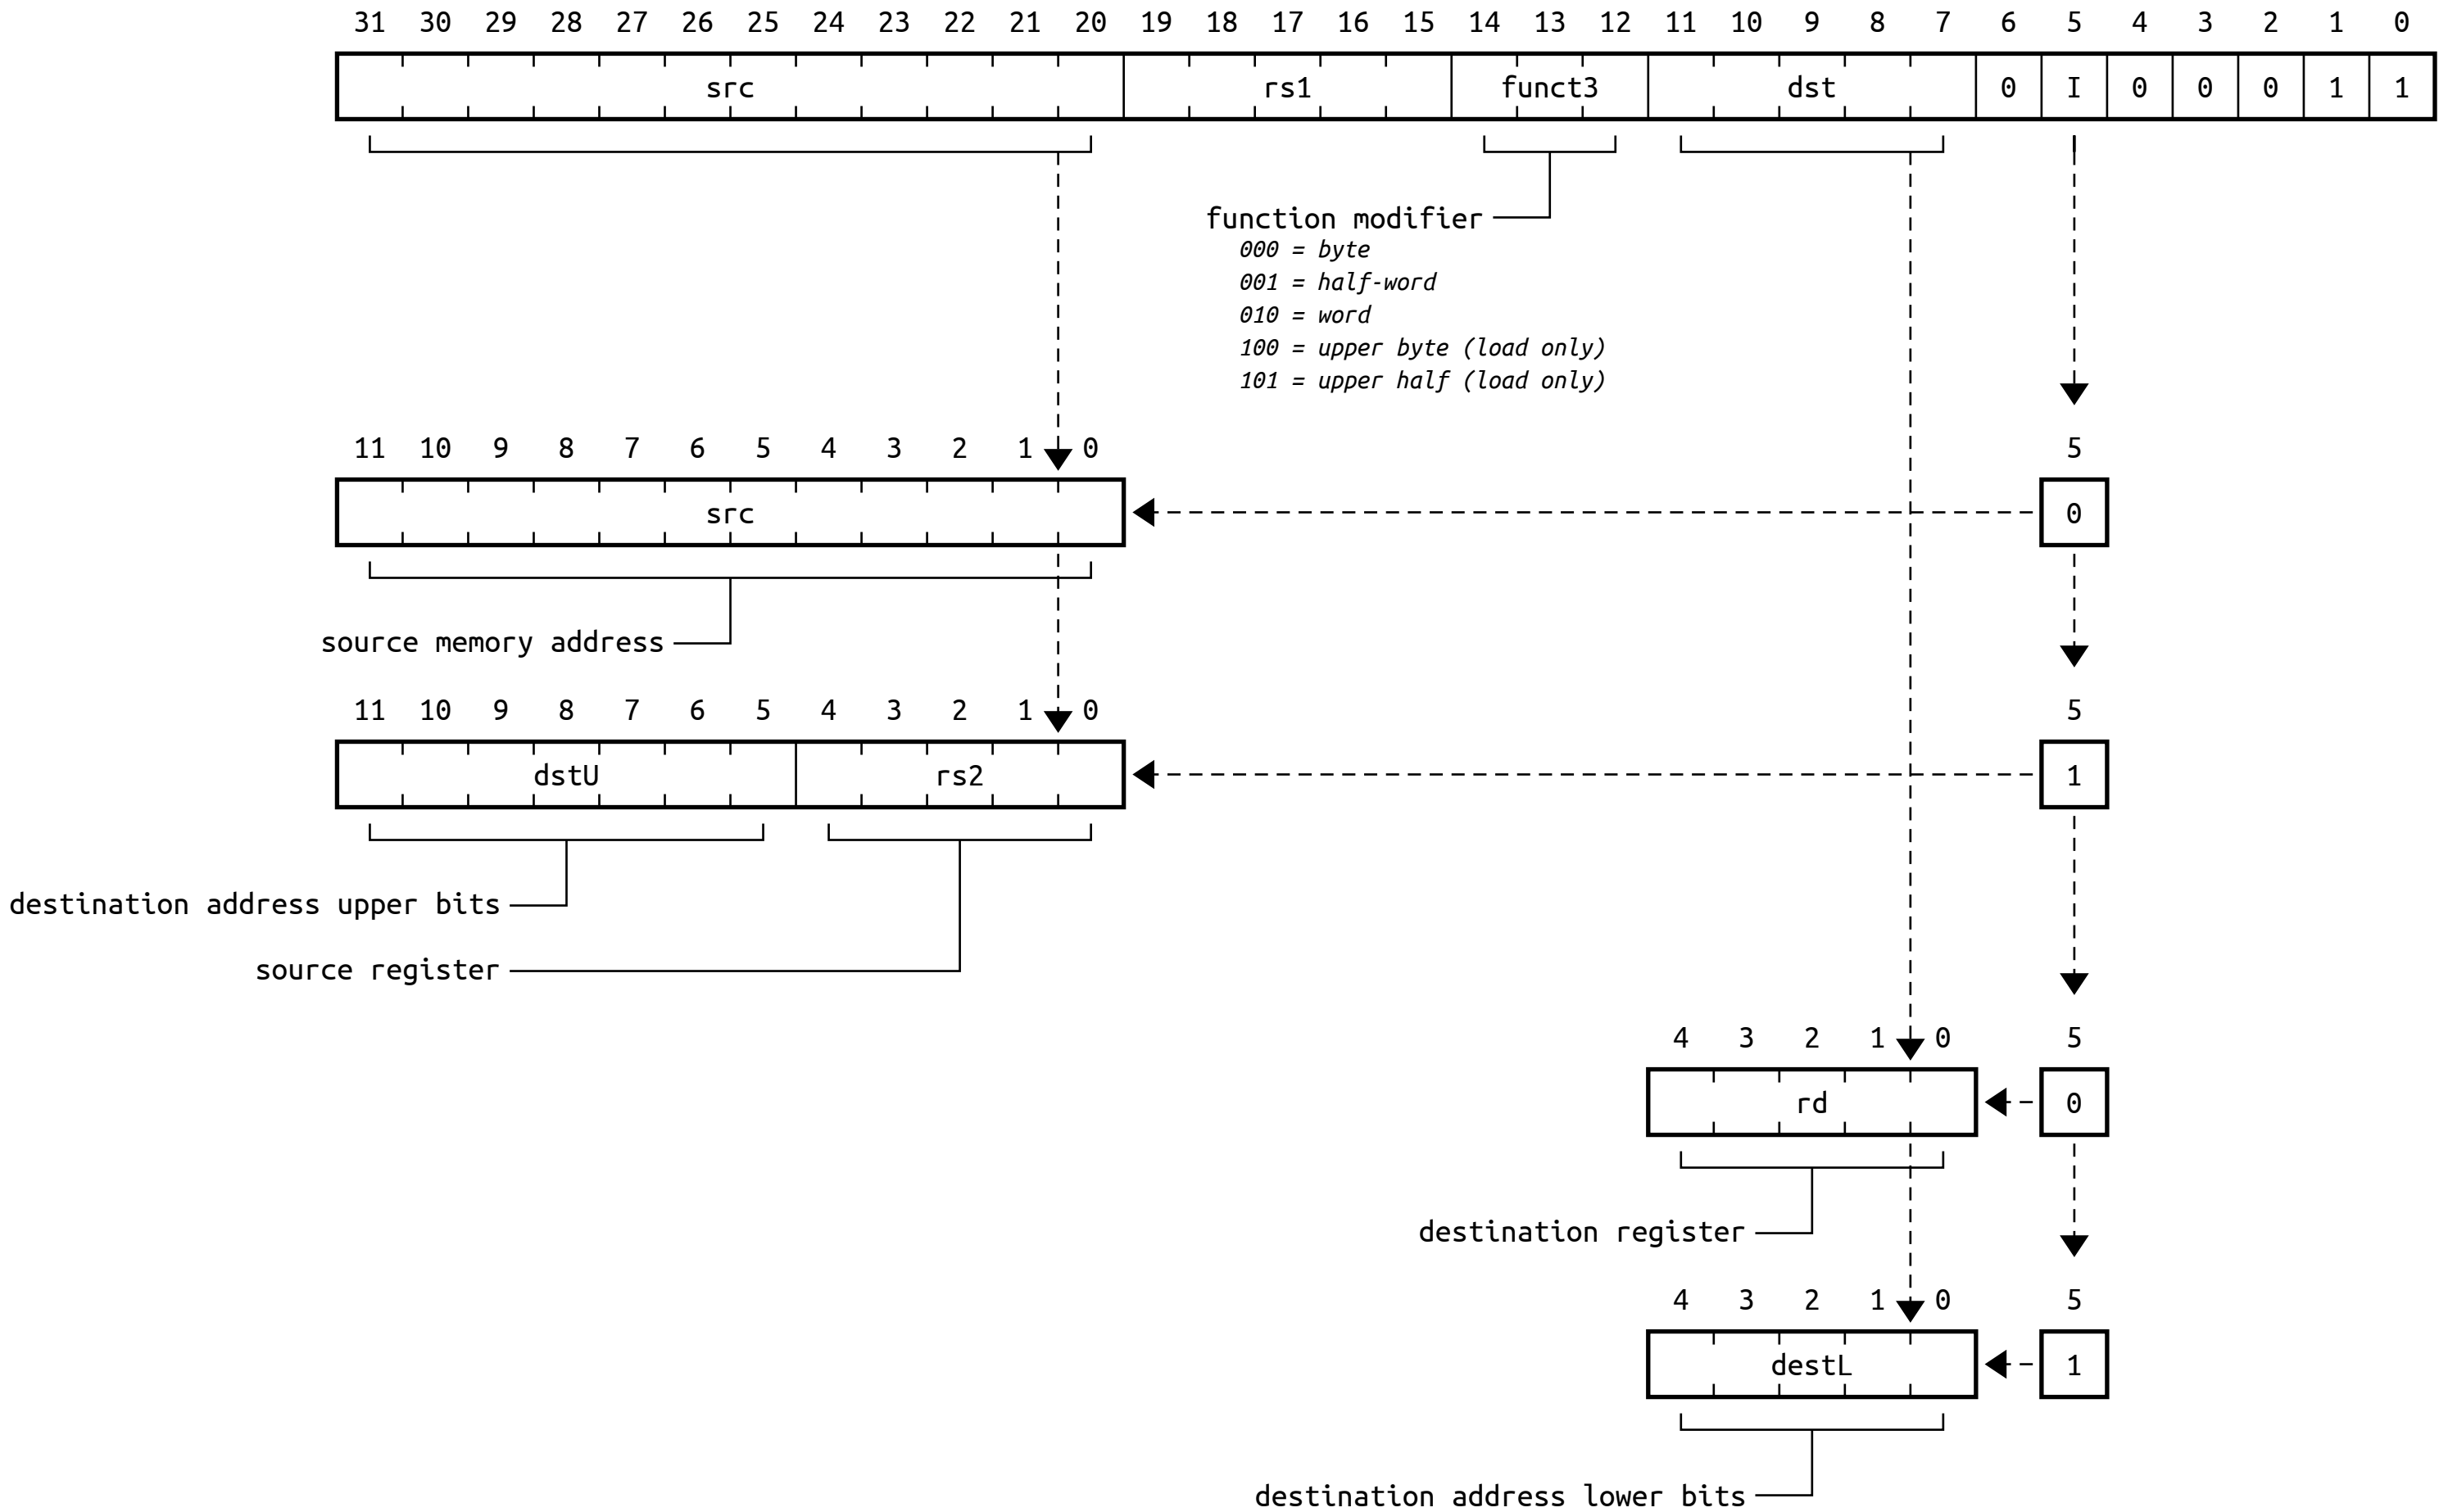 31 30 29 28 27 26 25 24 23 22 21 20 19 18 17 16 15 14 13 12 11 10 9 8 7 6 5 4 3 2 1 0
src rs1 funct3 dst 0 I 0 0 0 1 1
function modifier
000 = byte
001 = half-word
010 = word
100 = upper byte (load only)
101 = upper half (load only)
11 10 9 8 7 6 5 4 3 2 1 0 5
src 0
source memory address
11 10 9 8 7 6 5 4 3 2 1 0 5
dstU rs2 1
destination address upper bits
source register
4 3 2 1 0 5
rd 0
destination register
4 3 2 1 0 5
destL 1
destination address lower bits